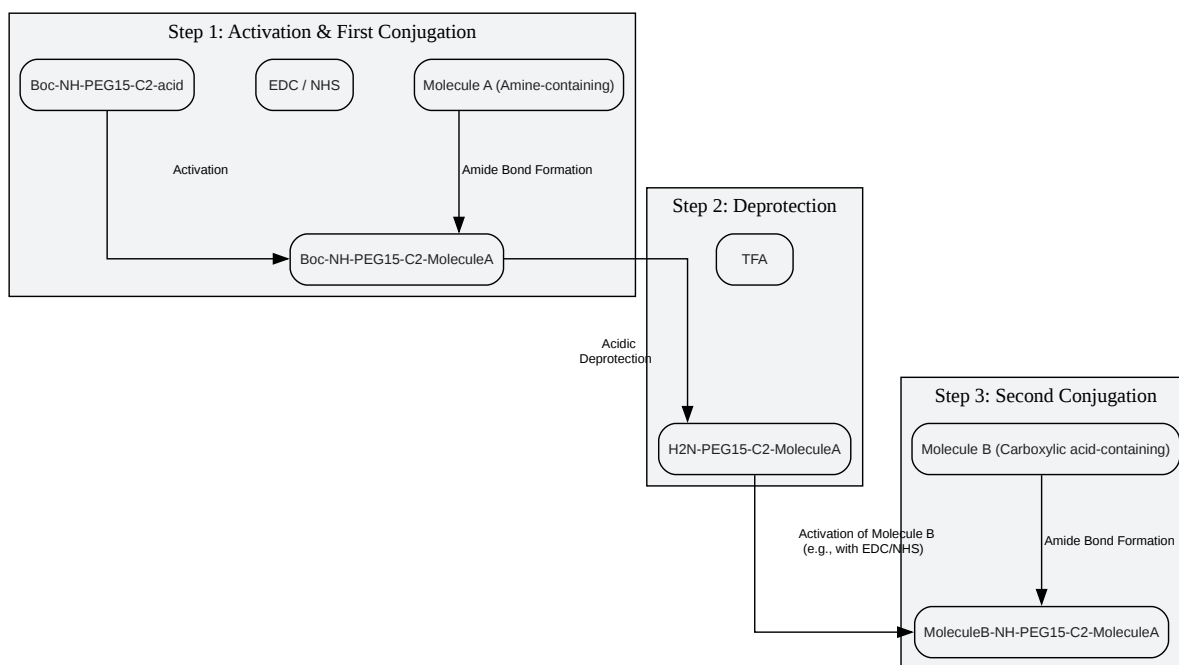 Step 1: Activation & First Conjugation
Boc-NH-PEG15-C2-acid
EDC / NHS
Molecule A (Amine-containing)
Activation
Amide Bond Formation
Boc-NH-PEG15-C2-MoleculeA
Step 2: Deprotection
TFA
Acidic
Deprotection
H2N-PEG15-C2-MoleculeA
Step 3: Second Conjugation
Molecule B (Carboxylic acid-containing)
Activation of Molecule B
(e.g., with EDC/NHS)
Amide Bond Formation
MoleculeB-NH-PEG15-C2-MoleculeA